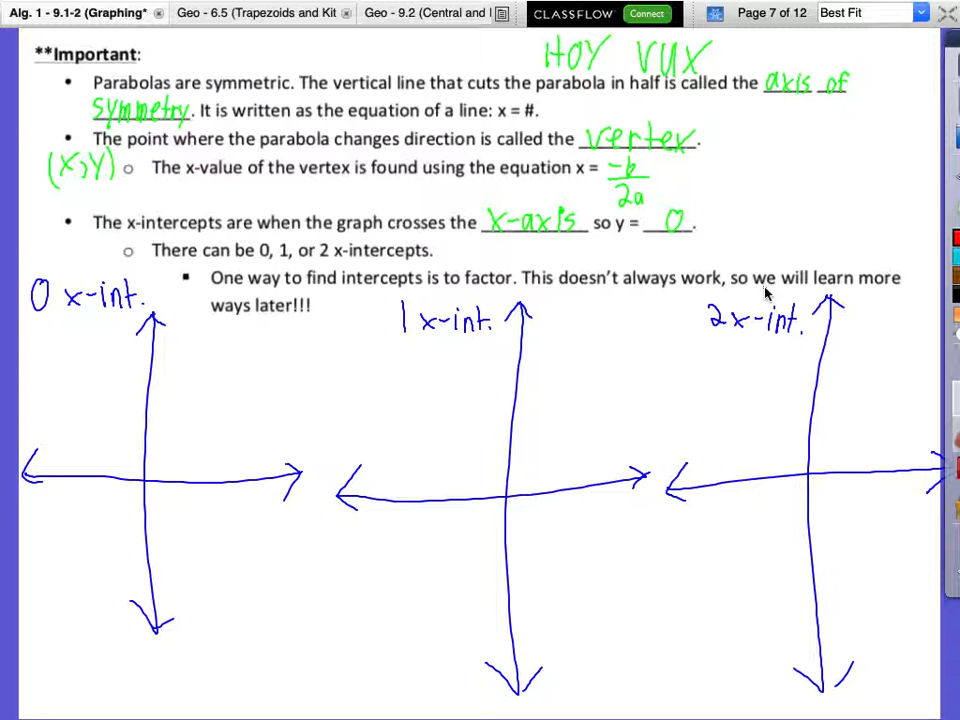 Alg. 1 - 9.1-2 (Graphing* Geo - 6.5 (Trapezoids and Kit Geo - 9.2 (Central and I CLASSFLOW Connect Page 7 of 12 Best Fit
**Important:
HOY VUX
Parabolas are symmetric. The vertical line that cuts the parabola in half is called the axis of
symmetry. It is written as the equation of a line: x = #.
The point where the parabola changes direction is called the vertex.
(x,y) o The x-value of the vertex is found using the equation x = -b/2a
The x-intercepts are when the graph crosses the x-axis so y = 0.
o There can be 0, 1, or 2 x-intercepts.
One way to find intercepts is to factor. This doesn't always work, so we will learn more
ways later!!!
0 x-int. 1 x-int. 2 x-int.